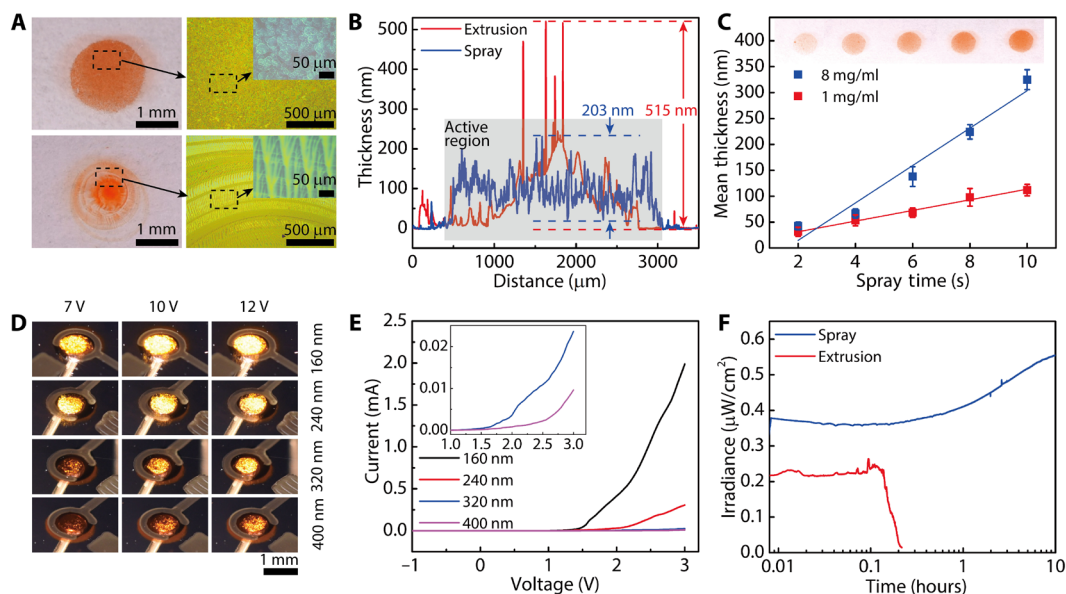 A
1 mm
50 μm
500 μm
1 mm
50 μm
500 μm
B
Thickness (nm)
500
400
300
200
100
0
Extrusion
Spray
Active
region
203 nm
515 nm
0 1000 2000 3000
Distance (μm)
C
Mean thickness (nm)
400
350
300
250
200
150
100
50
0
8 mg/ml
1 mg/ml
2 4 6 8 10
Spray time (s)
D
7 V 10 V 12 V
160 nm
240 nm
320 nm
400 nm
1 mm
E
Current (mA)
2.5
2.0
1.5
1.0
0.5
0.0
0.02
0.01
0.00
1.0 1.5 2.0 2.5 3.0
160 nm
240 nm
320 nm
400 nm
−1 0 1 2 3
Voltage (V)
F
Irradiance (μW/cm²)
0.6
0.5
0.4
0.3
0.2
0.1
0.0
Spray
Extrusion
0.01 0.1 1 10
Time (hours)